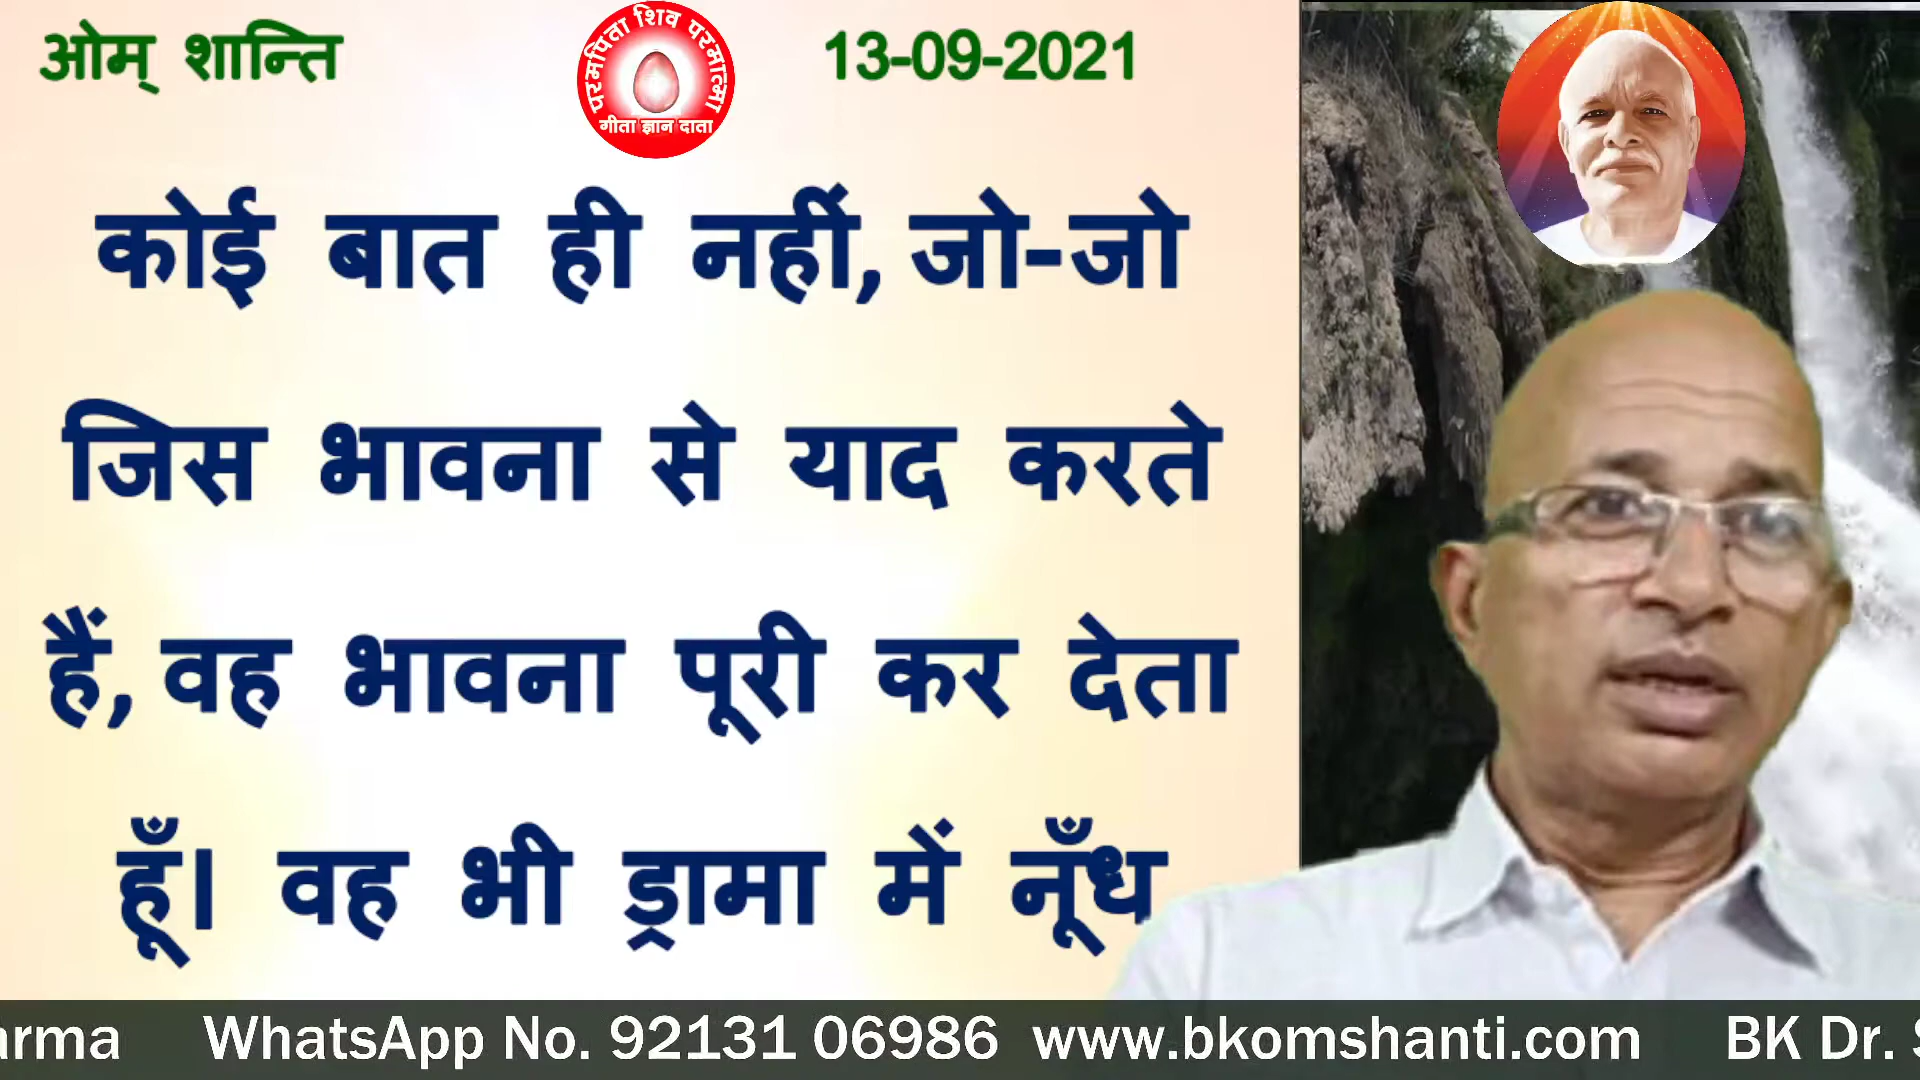 ओम् शान्ति
परमपिता शिव परमात्मा
गीता ज्ञान दाता
13-09-2021
कोई बात ही नहीं, जो-जो
जिस भावना से याद करते
हैं, वह भावना पूरी कर देता
हूँ। वह भी ड्रामा में नूँध
arma WhatsApp No. 92131 06986 www.bkomshanti.com BK Dr. S